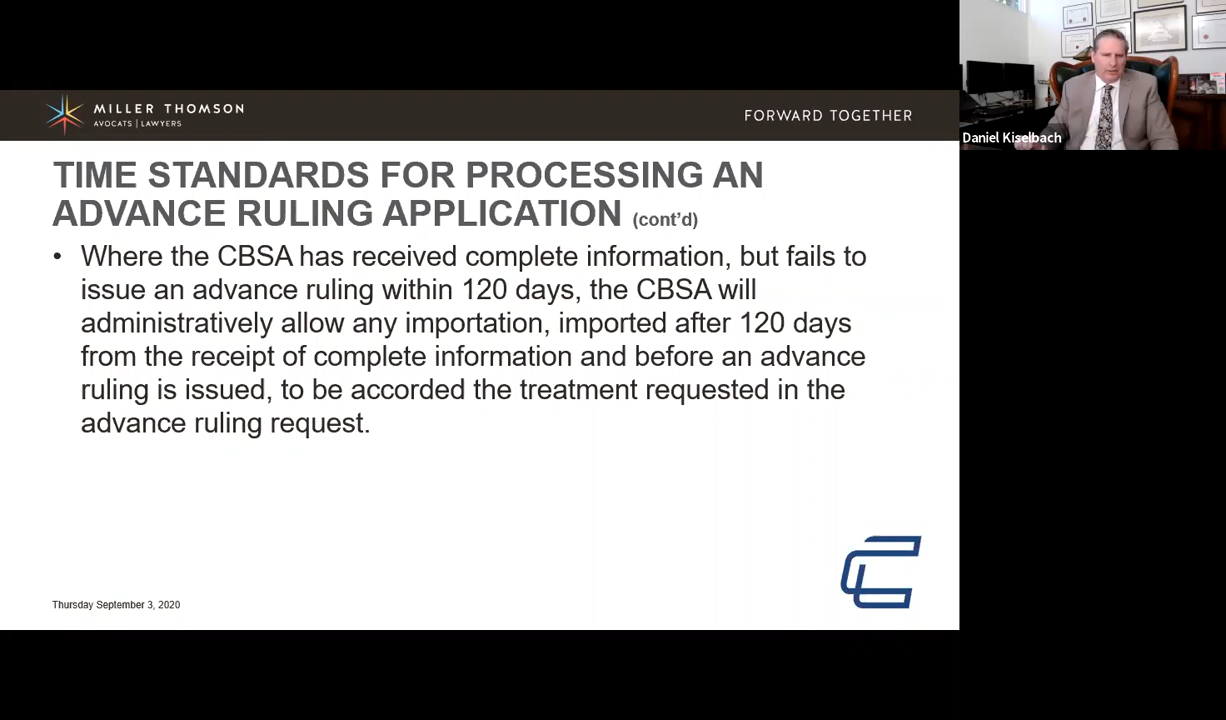 MILLER THOMSON
AVOCATS | LAWYERS
FORWARD TOGETHER
Daniel Kiselbach
TIME STANDARDS FOR PROCESSING AN
ADVANCE RULING APPLICATION (cont'd)
• Where the CBSA has received complete information, but fails to
issue an advance ruling within 120 days, the CBSA will
administratively allow any importation, imported after 120 days
from the receipt of complete information and before an advance
ruling is issued, to be accorded the treatment requested in the
advance ruling request.
Thursday September 3, 2020